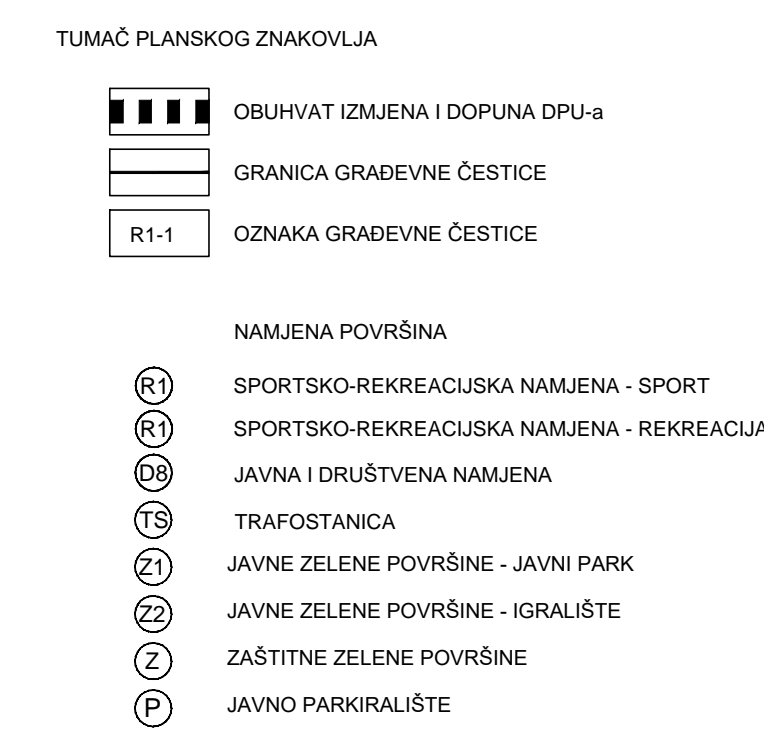 TUMAČ PLANSKOG ZNAKOVLJA
OBUHVAT IZMJENA I DOPUNA DPU-a
GRANICA GRAĐEVNE ČESTICE
R1-1 OZNAKA GRAĐEVNE ČESTICE
NAMJENA POVRŠINA
R1 SPORTSKO-REKREACIJSKA NAMJENA - SPORT
R1 SPORTSKO-REKREACIJSKA NAMJENA - REKREACIJA
D8 JAVNA I DRUŠTVENA NAMJENA
TS TRAFOSTANICA
Z1 JAVNE ZELENE POVRŠINE - JAVNI PARK
Z2 JAVNE ZELENE POVRŠINE - IGRALIŠTE
Z ZAŠTITNE ZELENE POVRŠINE
P JAVNO PARKIRALIŠTE